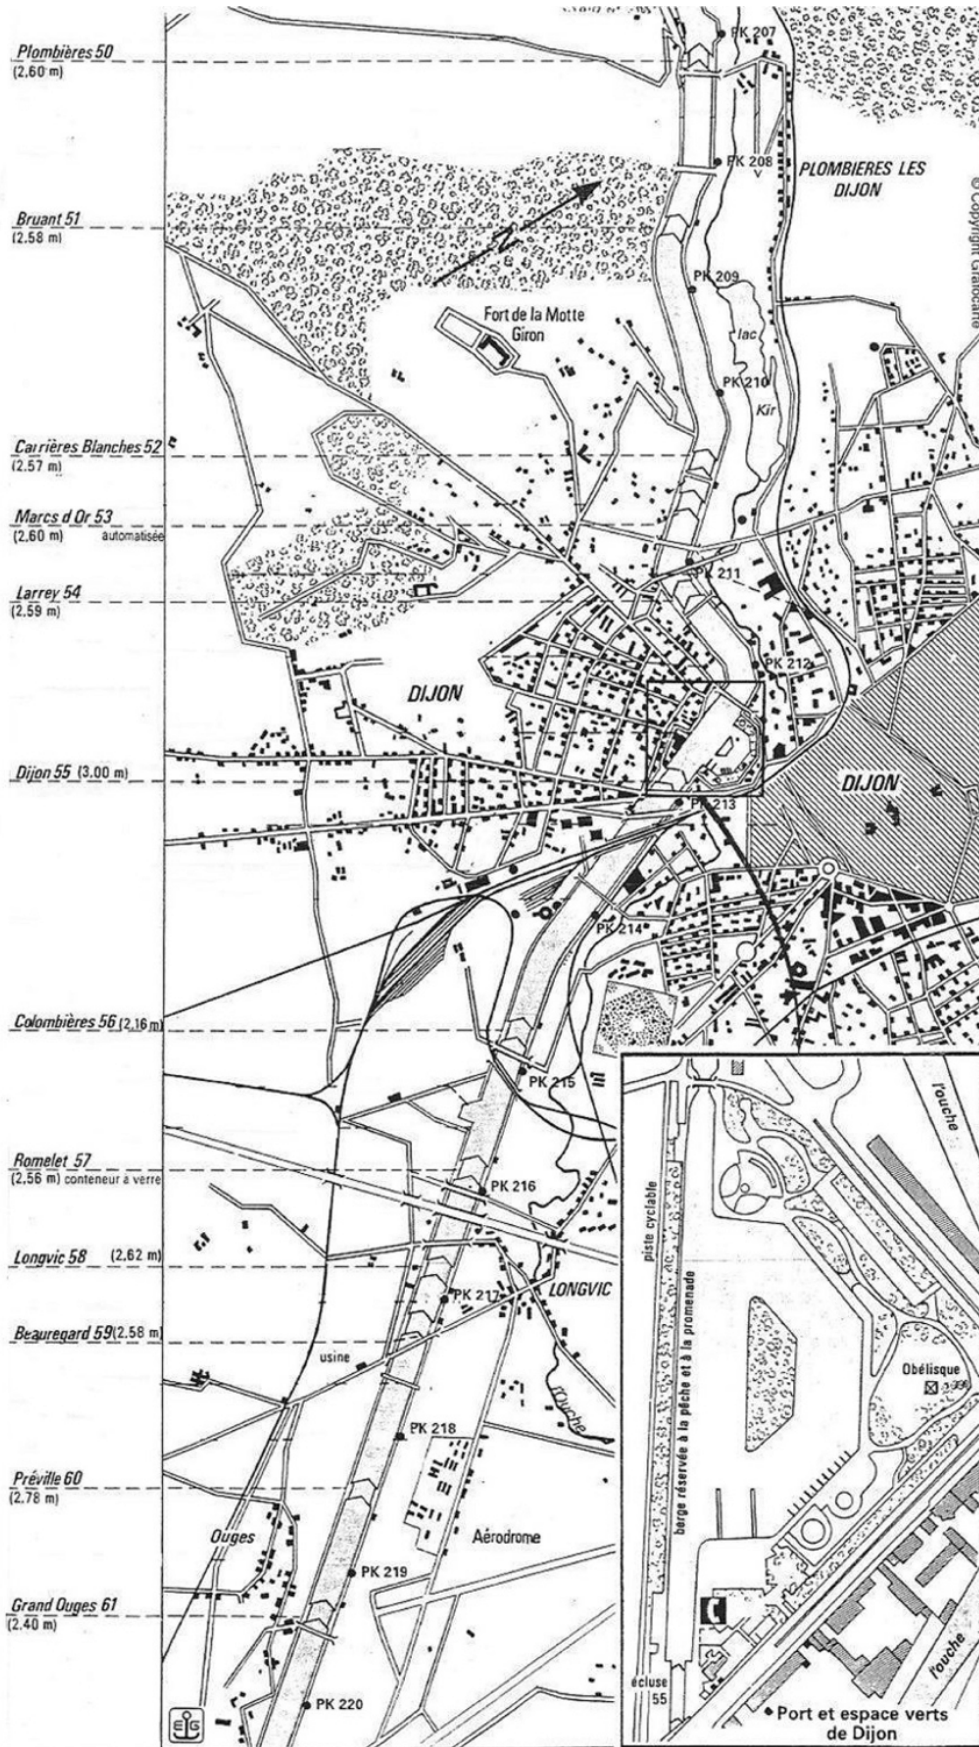 Plombières 50
(2,60 m)
Bruant 51
(2.58 m)
Carrières Blanches 52
(2.57 m)
Marcs d'Or 53
(2.60 m) automatisée
Larrey 54
(2.59 m)
Dijon 55 (3.00 m)
Colombières 56 (2,16 m)
Romelet 57
(2,56 m) conteneur à verre
Longvic 58 (2,62 m)
Beauregard 59 (2.58 m)
Préville 60
(2.78 m)
Grand Ouges 61
(2.40 m)
PK 207
PK 208
PLOMBIERES LES
DIJON
N
PK 209
Fort de la Motte
Giron
lac
Kir
PK 210
PK 211
PK 212
DIJON
DIJON
PK 213
PK 214
PK 215
PK 216
LONGVIC
PK 217
usine
l'Ouche
PK 218
Ouges
Aérodrome
PK 219
PK 220
E G
l'ouche
piste cyclable
berge réservée à la pêche et à la promenade
Obélisque
écluse
55
l'ouche
Port et espace verts
de Dijon